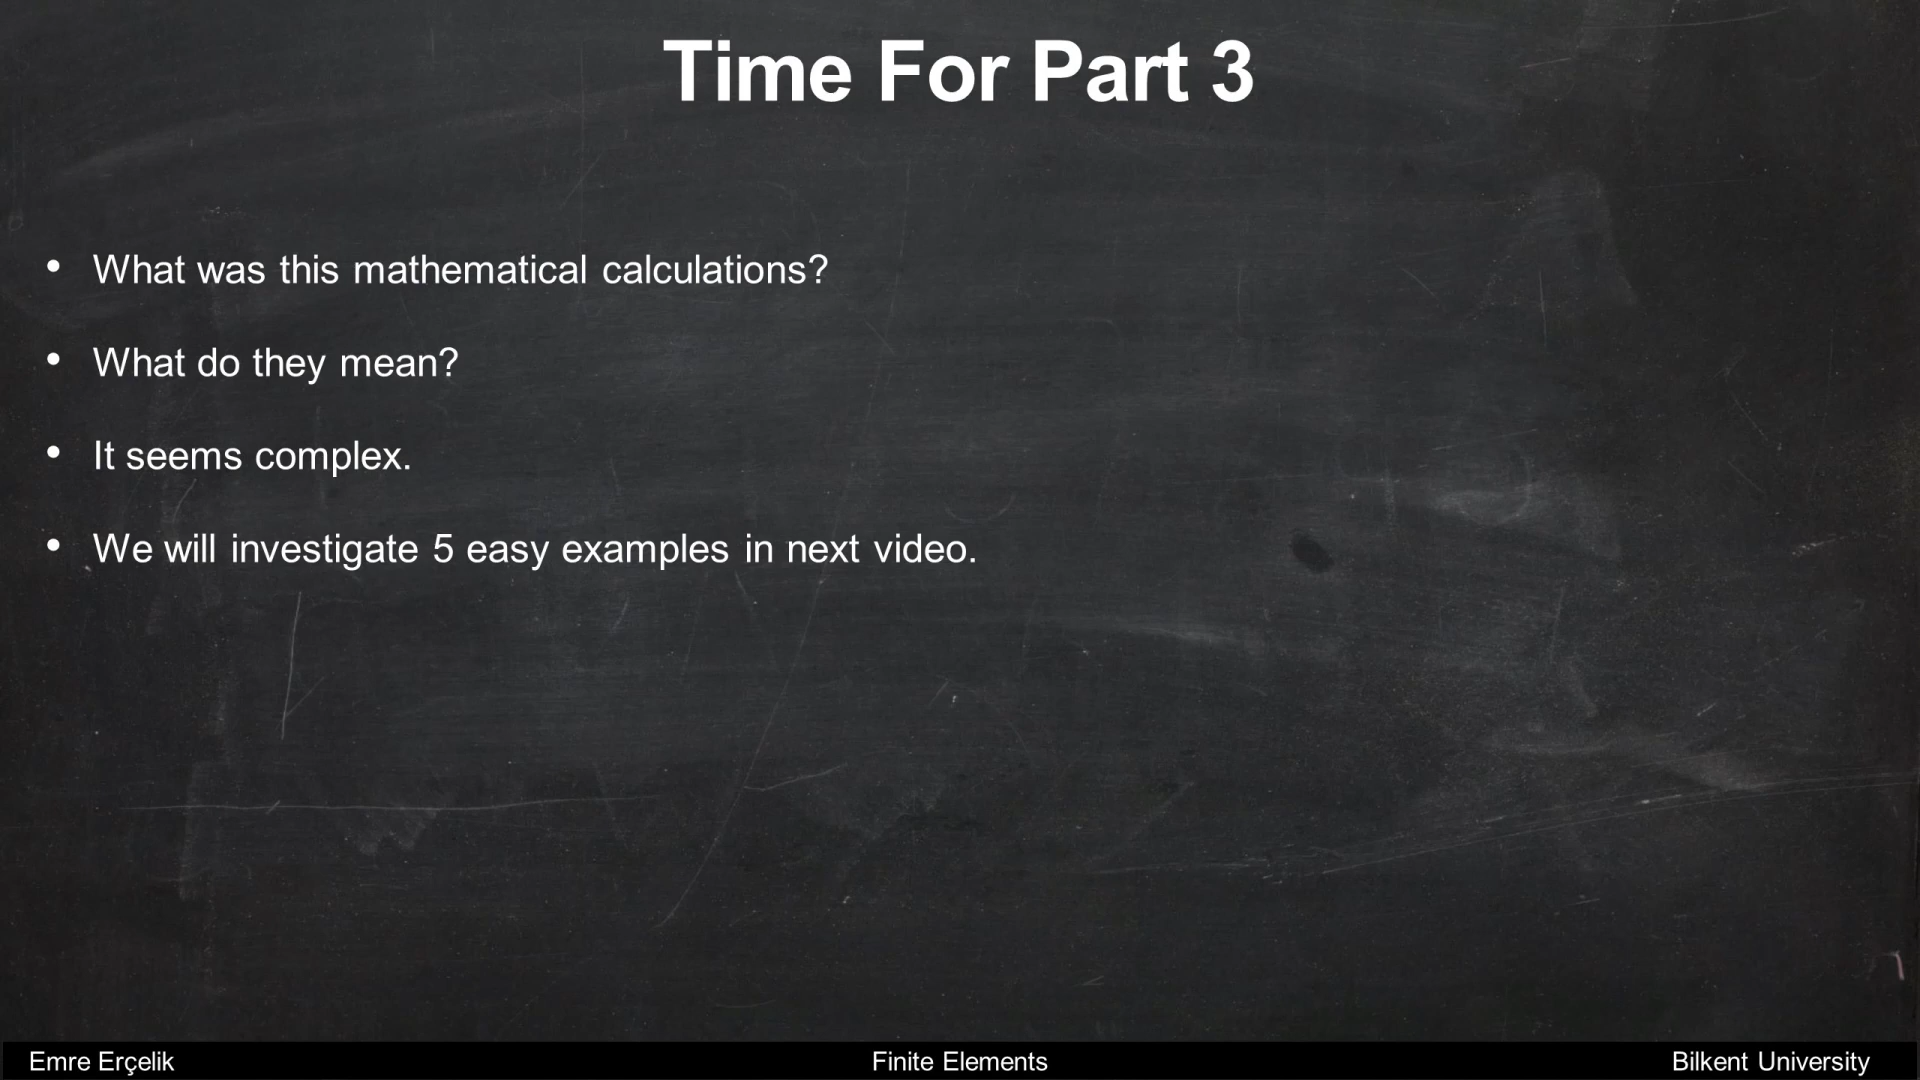 Time For Part 3
• What was this mathematical calculations?
• What do they mean?
• It seems complex.
• We will investigate 5 easy examples in next video.
Emre Erçelik Finite Elements Bilkent University